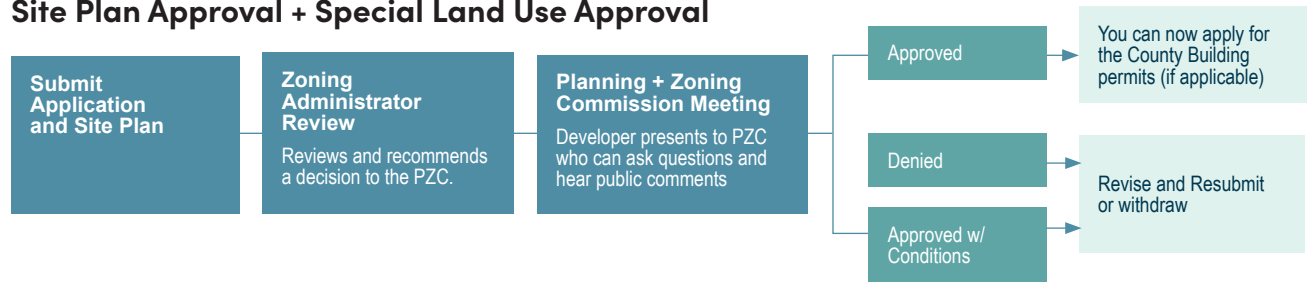 Site Plan Approval + Special Land Use Approval
Submit
Application
and Site Plan
Zoning
Administrator
Review
Reviews and recommends
a decision to the PZC.
Planning + Zoning
Commission Meeting
Developer presents to PZC
who can ask questions and
hear public comments
Approved
You can now apply for
the County Building
permits (if applicable)
Denied
Approved w/
Conditions
Revise and Resubmit
or withdraw